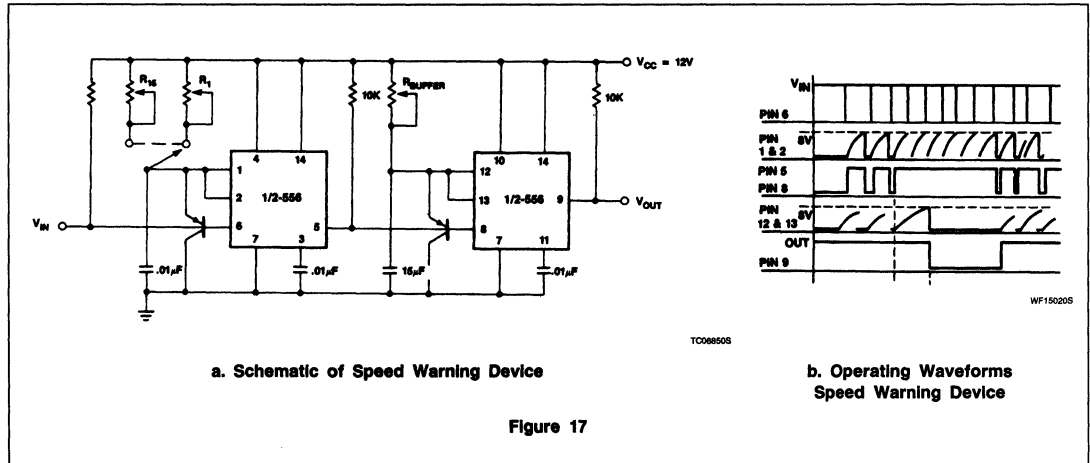 VCC = 12V
R15
R1
10K
RBUFFER
10K
4
14
10
14
1
2
1/2-556
6
5
7
3
12
13
1/2-556
9
8
7
11
VIN
VOUT
.01µF
.01µF
15µF
.01µF
TC06850S
a. Schematic of Speed Warning Device
VIN
PIN 6
PIN 1 & 2
8V
PIN 5
PIN 8
PIN 12 & 13
8V
OUT
PIN 9
WF15020S
b. Operating Waveforms
Speed Warning Device
Figure 17